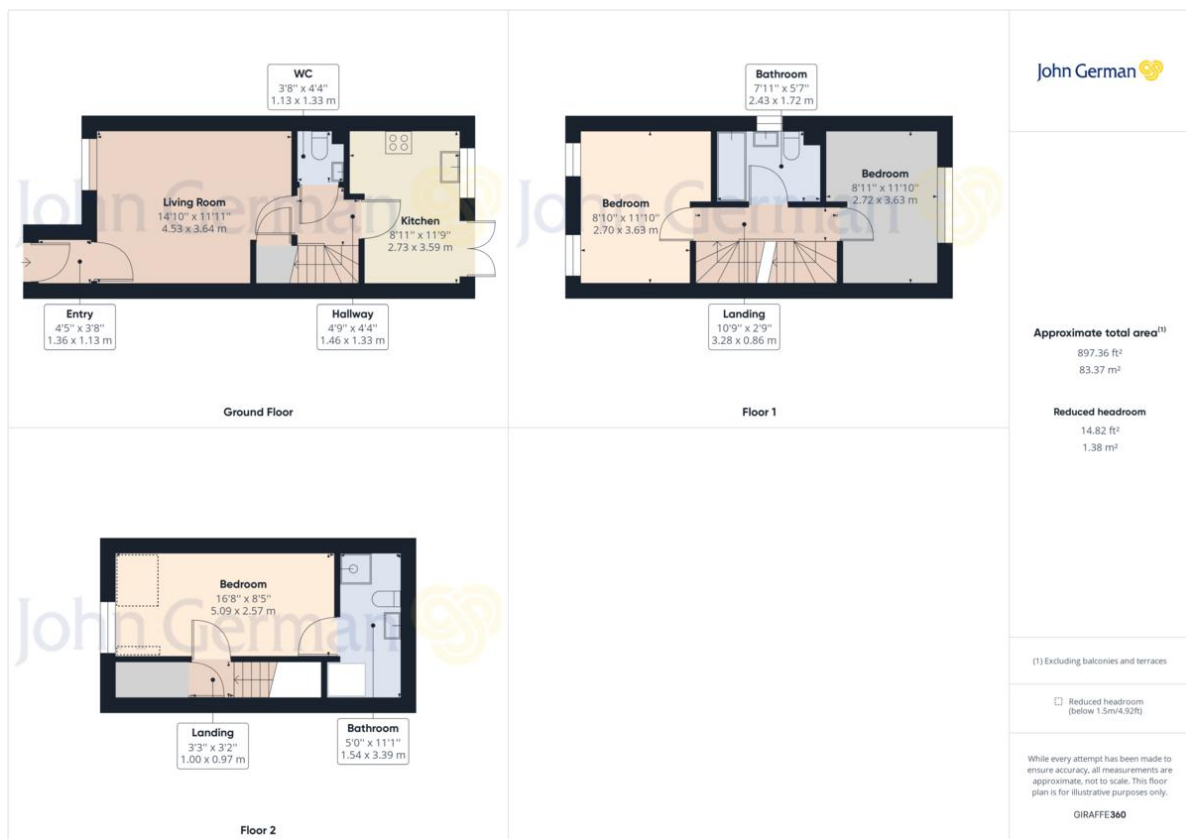 WC
3'8'' x 4'4''
1.13 x 1.33 m
Living Room
14'10'' x 11'11''
4.53 x 3.64 m
Kitchen
8'11'' x 11'9''
2.73 x 3.59 m
Entry
4'5'' x 3'8''
1.36 x 1.13 m
Hallway
4'9'' x 4'4''
1.46 x 1.33 m
John German
Ground Floor
Bathroom
7'11'' x 5'7''
2.43 x 1.72 m
Bedroom
8'10'' x 11'10''
2.70 x 3.63 m
Bedroom
8'11'' x 11'10''
2.72 x 3.63 m
Landing
10'9'' x 2'9''
3.28 x 0.86 m
John German
Floor 1
Bedroom
16'8'' x 8'5''
5.09 x 2.57 m
Landing
3'3'' x 3'2''
1.00 x 0.97 m
Bathroom
5'0'' x 11'1''
1.54 x 3.39 m
John German
Floor 2
John German
Approximate total area(1)
897.36 ft²
83.37 m²
Reduced headroom
14.82 ft²
1.38 m²
(1) Excluding balconies and terraces
Reduced headroom
(below 1.5m/4.92ft)
While every attempt has been made to
ensure accuracy, all measurements are
approximate, not to scale. This floor
plan is for illustrative purposes only.
GIRAFFE360